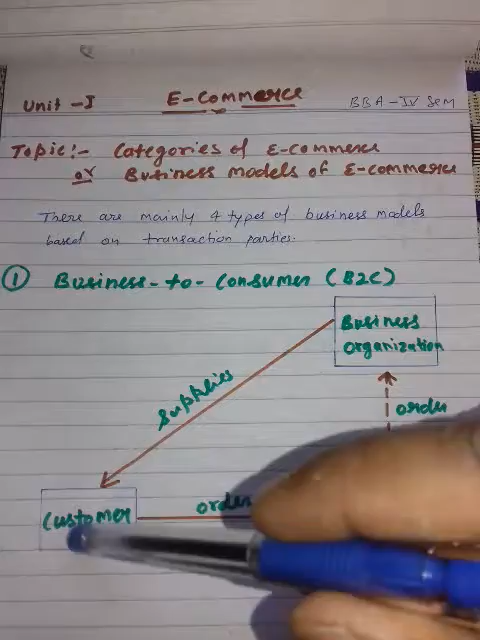 Unit -I
E-Commerce
BBA-IV Sem
Topic:- Categories of E-commerce
or Business models of E-commerce
There are mainly 4 types of business models
based on transaction parties.
① Business-to-Consumer (B2C)
Business
organization
Supplies
order
Customer
order